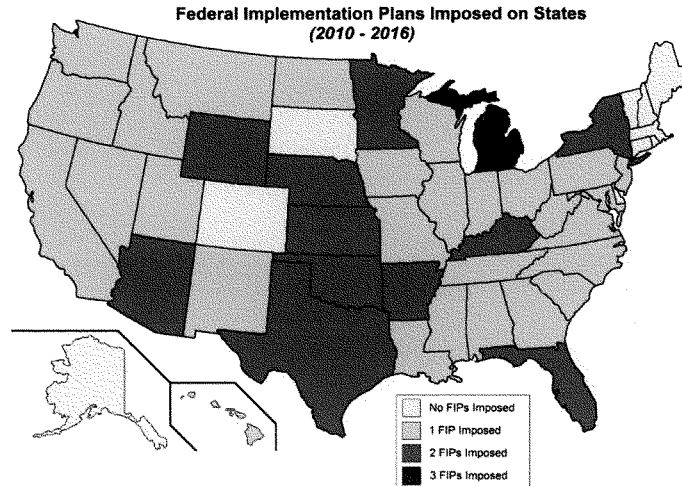 Federal Implementation Plans Imposed on States
(2010 - 2016)
No FIPs Imposed
1 FIP Imposed
2 FIPs Imposed
3 FIPs Imposed